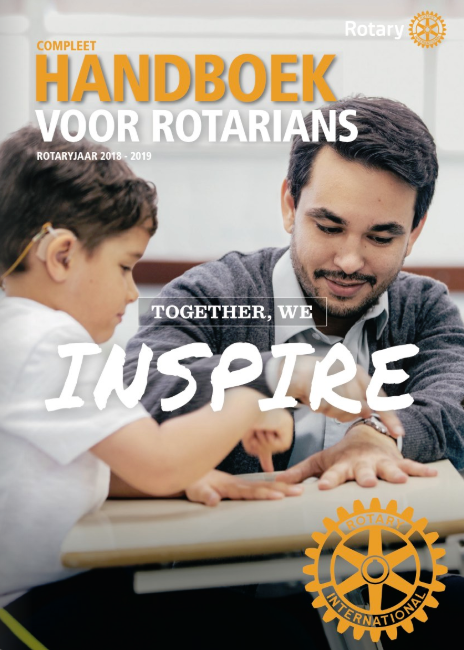 Rotary
COMPLEET
HANDBOEK
VOOR ROTARIANS
ROTARYJAAR 2018 - 2019
TOGETHER, WE
INSPIRE
ROTARY
INTERNATIONAL